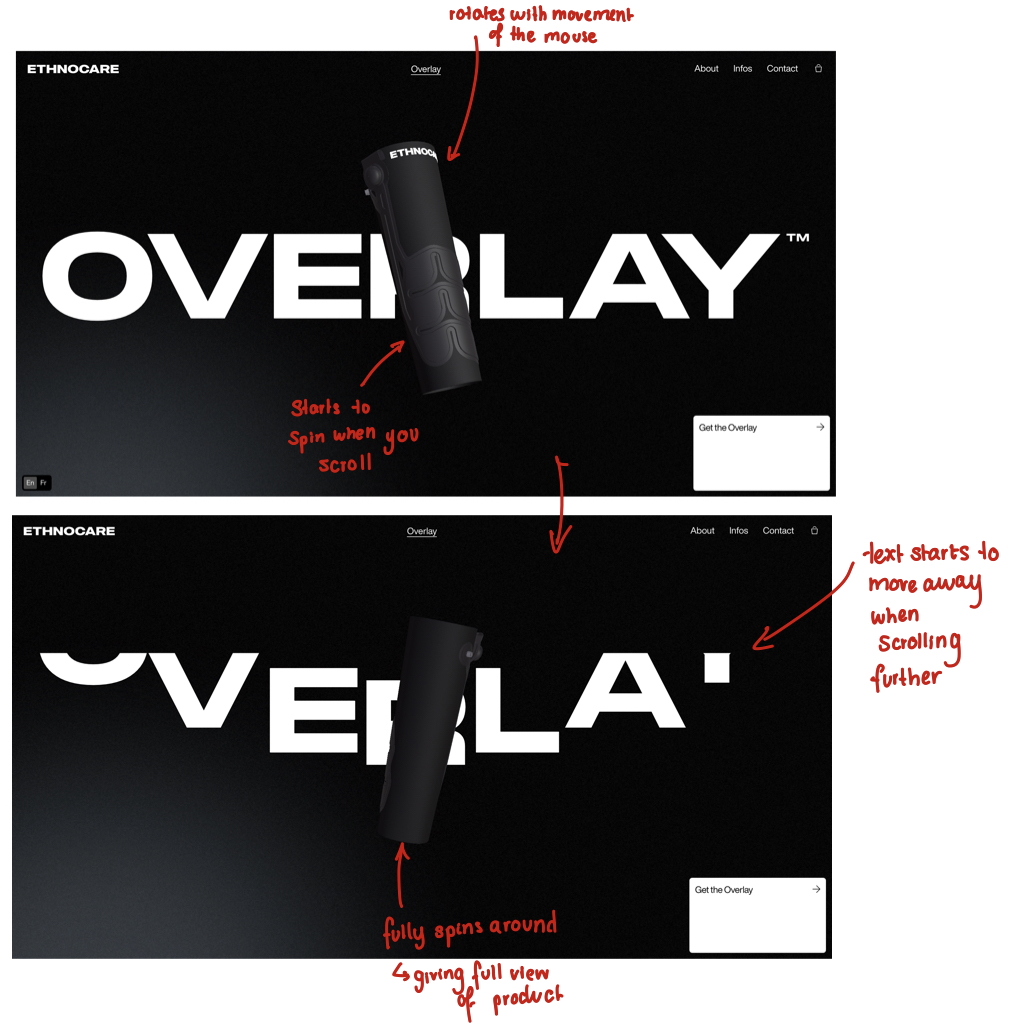 rotates with movement
of the mouse
ETHNOCARE
Overlay
About Infos Contact
ETHNOCA
OVERLAY™
Starts to
spin when you
scroll
Get the Overlay →
En Fr
ETHNOCARE
Overlay
About Infos Contact
text starts to
move away
when
scrolling
further
OVERLA
Get the Overlay →
fully spins around
↳ giving full view
of product